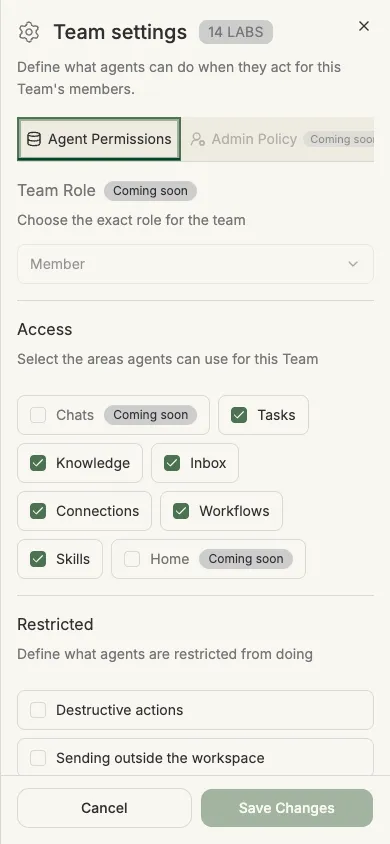 Team settings 14 LABS
Define what agents can do when they act for this
Team's members.
Agent Permissions Admin Policy Coming soon
Team Role Coming soon
Choose the exact role for the team
Member
Access
Select the areas agents can use for this Team
Chats Coming soon Tasks
Knowledge Inbox
Connections Workflows
Skills Home Coming soon
Restricted
Define what agents are restricted from doing
Destructive actions
Sending outside the workspace
Cancel Save Changes